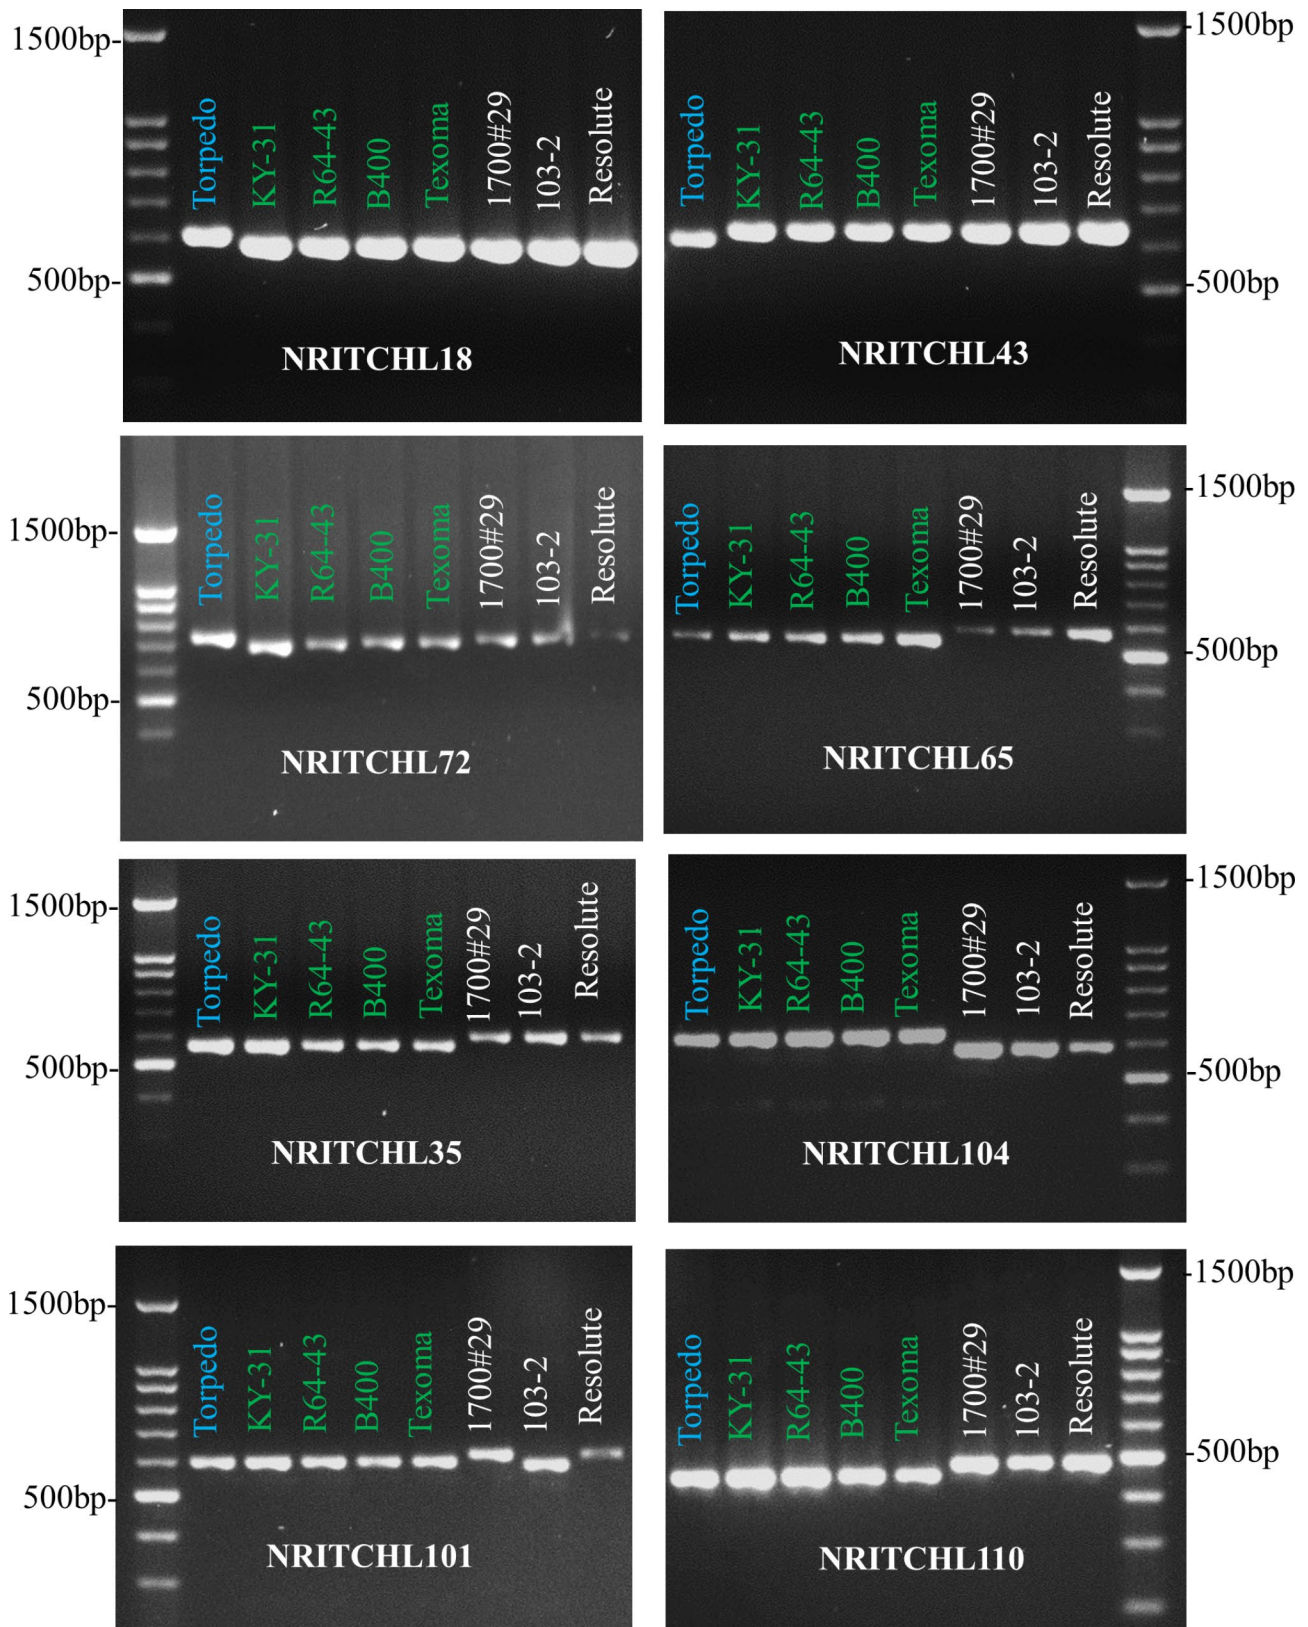 1500bp-
Torpedo
KY-31
R64-43
B400
Texoma
1700#29
103-2
Resolute
500bp-
NRITCHL18
-1500bp
Torpedo
KY-31
R64-43
B400
Texoma
1700#29
103-2
Resolute
-500bp
NRITCHL43
1500bp-
Torpedo
KY-31
R64-43
B400
Texoma
1700#29
103-2
Resolute
500bp-
NRITCHL72
-1500bp
Torpedo
KY-31
R64-43
B400
Texoma
1700#29
103-2
Resolute
-500bp
NRITCHL65
1500bp-
Torpedo
KY-31
R64-43
B400
Texoma
1700#29
103-2
Resolute
500bp-
NRITCHL35
-1500bp
Torpedo
KY-31
R64-43
B400
Texoma
1700#29
103-2
Resolute
-500bp
NRITCHL104
1500bp-
Torpedo
KY-31
R64-43
B400
Texoma
1700#29
103-2
Resolute
500bp-
NRITCHL101
-1500bp
Torpedo
KY-31
R64-43
B400
Texoma
1700#29
103-2
Resolute
-500bp
NRITCHL110